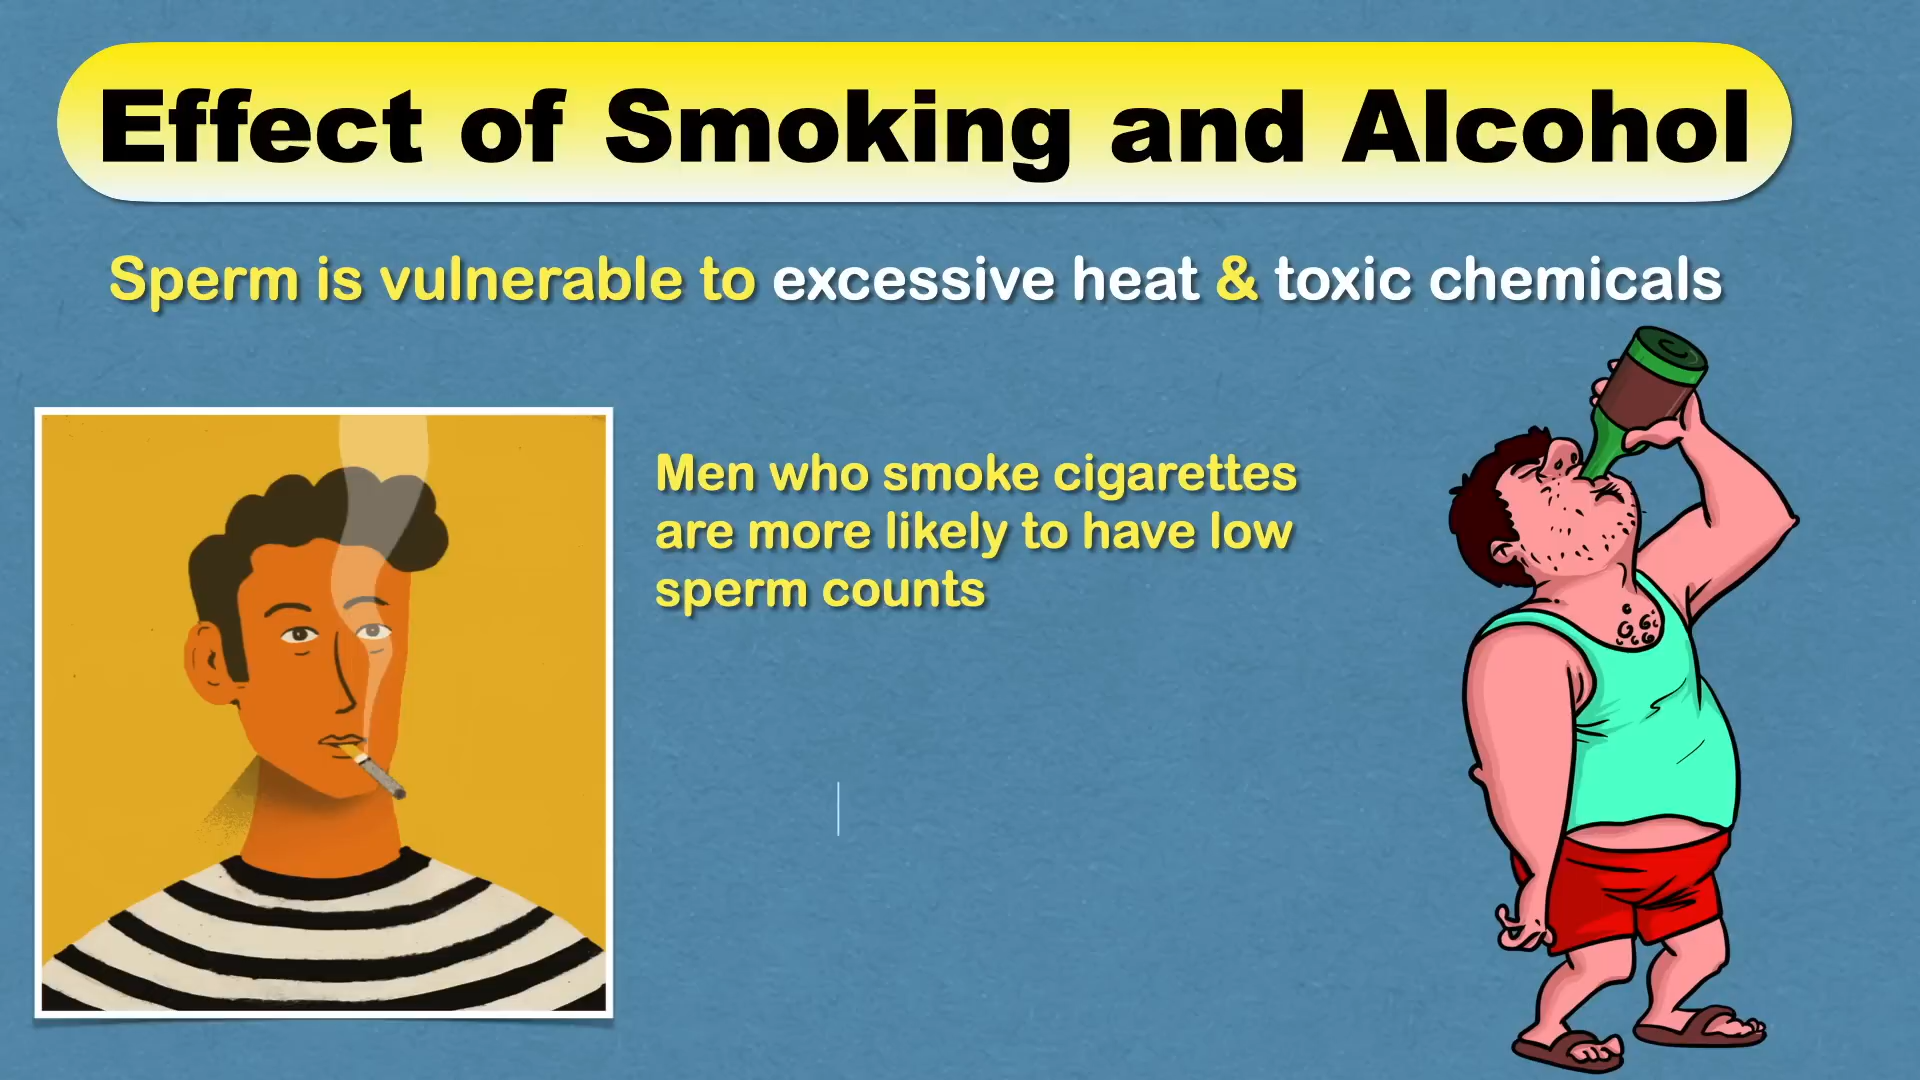 Effect of Smoking and Alcohol
Sperm is vulnerable to excessive heat & toxic chemicals
Men who smoke cigarettes
are more likely to have low
sperm counts